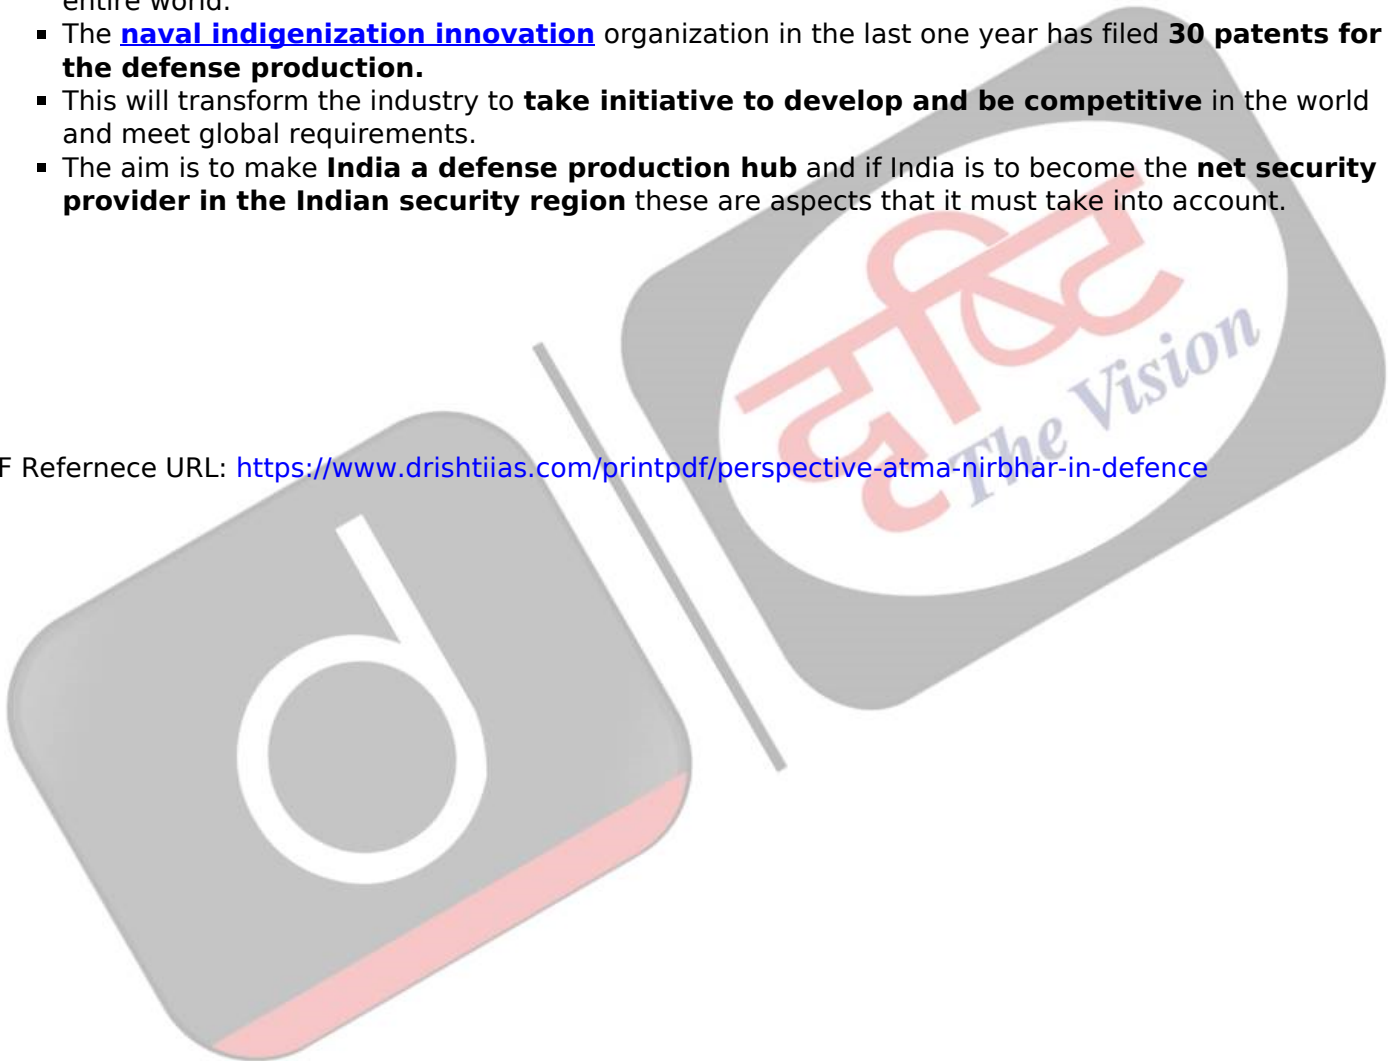 entire world.
▪ The naval indigenization innovation organization in the last one year has filed 30 patents for
the defense production.
▪ This will transform the industry to take initiative to develop and be competitive in the world
and meet global requirements.
▪ The aim is to make India a defense production hub and if India is to become the net security
provider in the Indian security region these are aspects that it must take into account.
दृष्टि
The Vision
F Refernece URL: https://www.drishtiias.com/printpdf/perspective-atma-nirbhar-in-defence
d